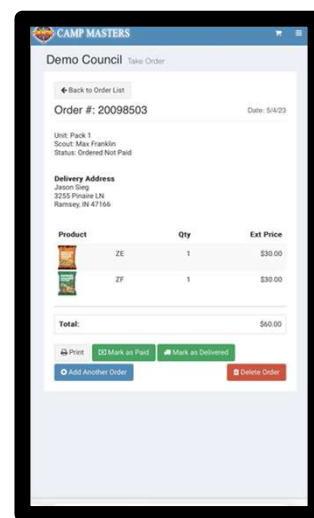 CAMP MASTERS
Demo Council Take Order
Back to Order List
Order #: 20098503 Date: 5/4/23
Unit: Pack 1
Scout: Max Franklin
Status: Ordered Not Paid
Delivery Address
Jason Sieg
3255 Pinaire LN
Ramsey, IN 47166
Product Qty Ext Price
ZE 1 $30.00
ZF 1 $30.00
Total: $60.00
Print Mark as Paid Mark as Delivered
Add Another Order Delete Order